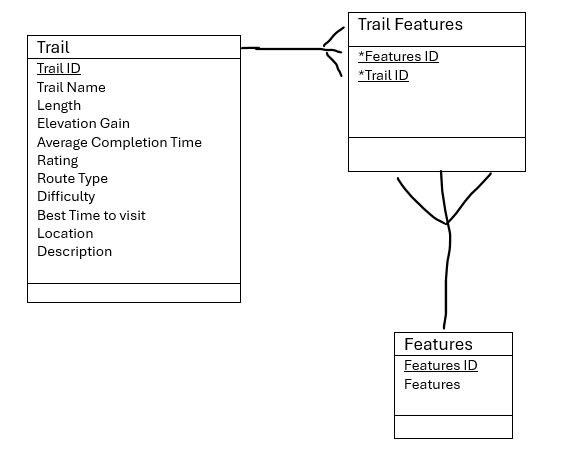 Trail
Trail ID
Trail Name
Length
Elevation Gain
Average Completion Time
Rating
Route Type
Difficulty
Best Time to visit
Location
Description
Trail Features
*Features ID
*Trail ID
Features
Features ID
Features